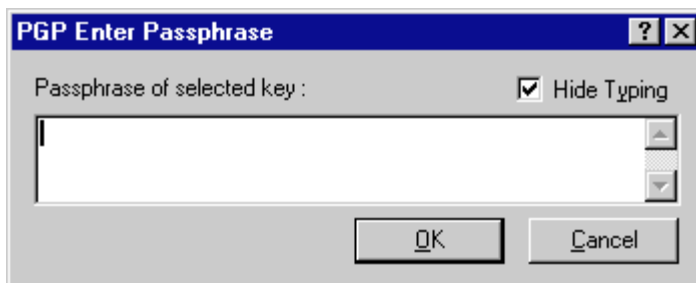 PGP Enter Passphrase
Passphrase of selected key : Hide Typing
OK Cancel